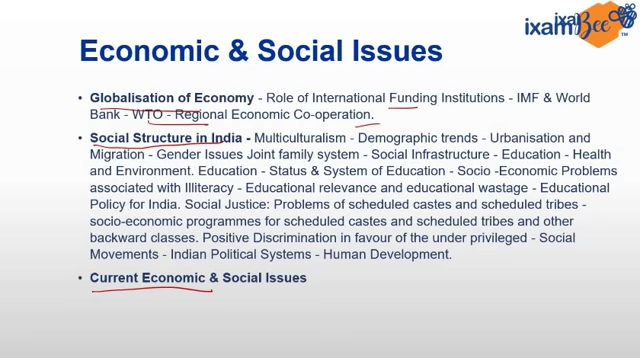 ixamBee
ixa
TM
Economic & Social Issues
• Globalisation of Economy - Role of International Funding Institutions - IMF & World
Bank - WTO - Regional Economic Co-operation.
• Social Structure in India - Multiculturalism - Demographic trends - Urbanisation and
Migration - Gender Issues Joint family system - Social Infrastructure - Education - Health
and Environment. Education - Status & System of Education - Socio -Economic Problems
associated with Illiteracy - Educational relevance and educational wastage - Educational
Policy for India. Social Justice: Problems of scheduled castes and scheduled tribes -
socio-economic programmes for scheduled castes and scheduled tribes and other
backward classes. Positive Discrimination in favour of the under privileged - Social
Movements - Indian Political Systems - Human Development.
• Current Economic & Social Issues